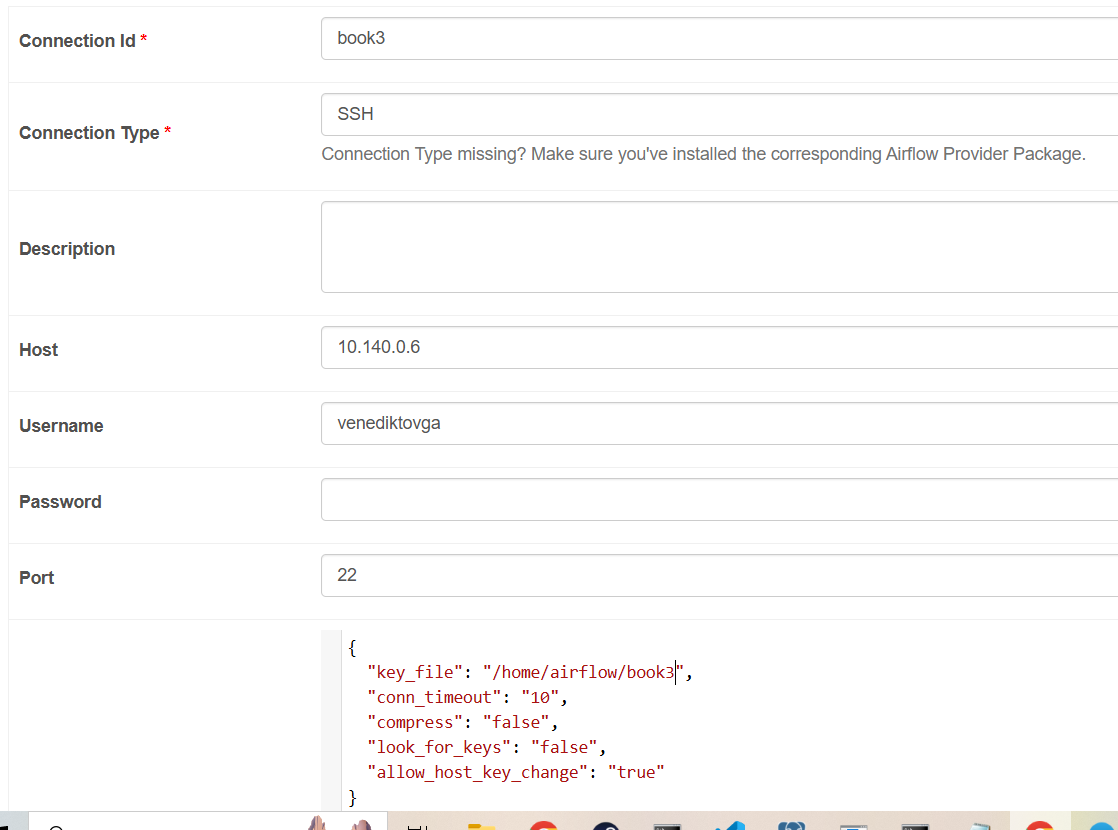 Connection Id *
book3
Connection Type *
SSH
Connection Type missing? Make sure you've installed the corresponding Airflow Provider Package.
Description
Host
10.140.0.6
Username
venediktovga
Password
Port
22
{
"key_file": "/home/airflow/book3",
"conn_timeout": "10",
"compress": "false",
"look_for_keys": "false",
"allow_host_key_change": "true"
}